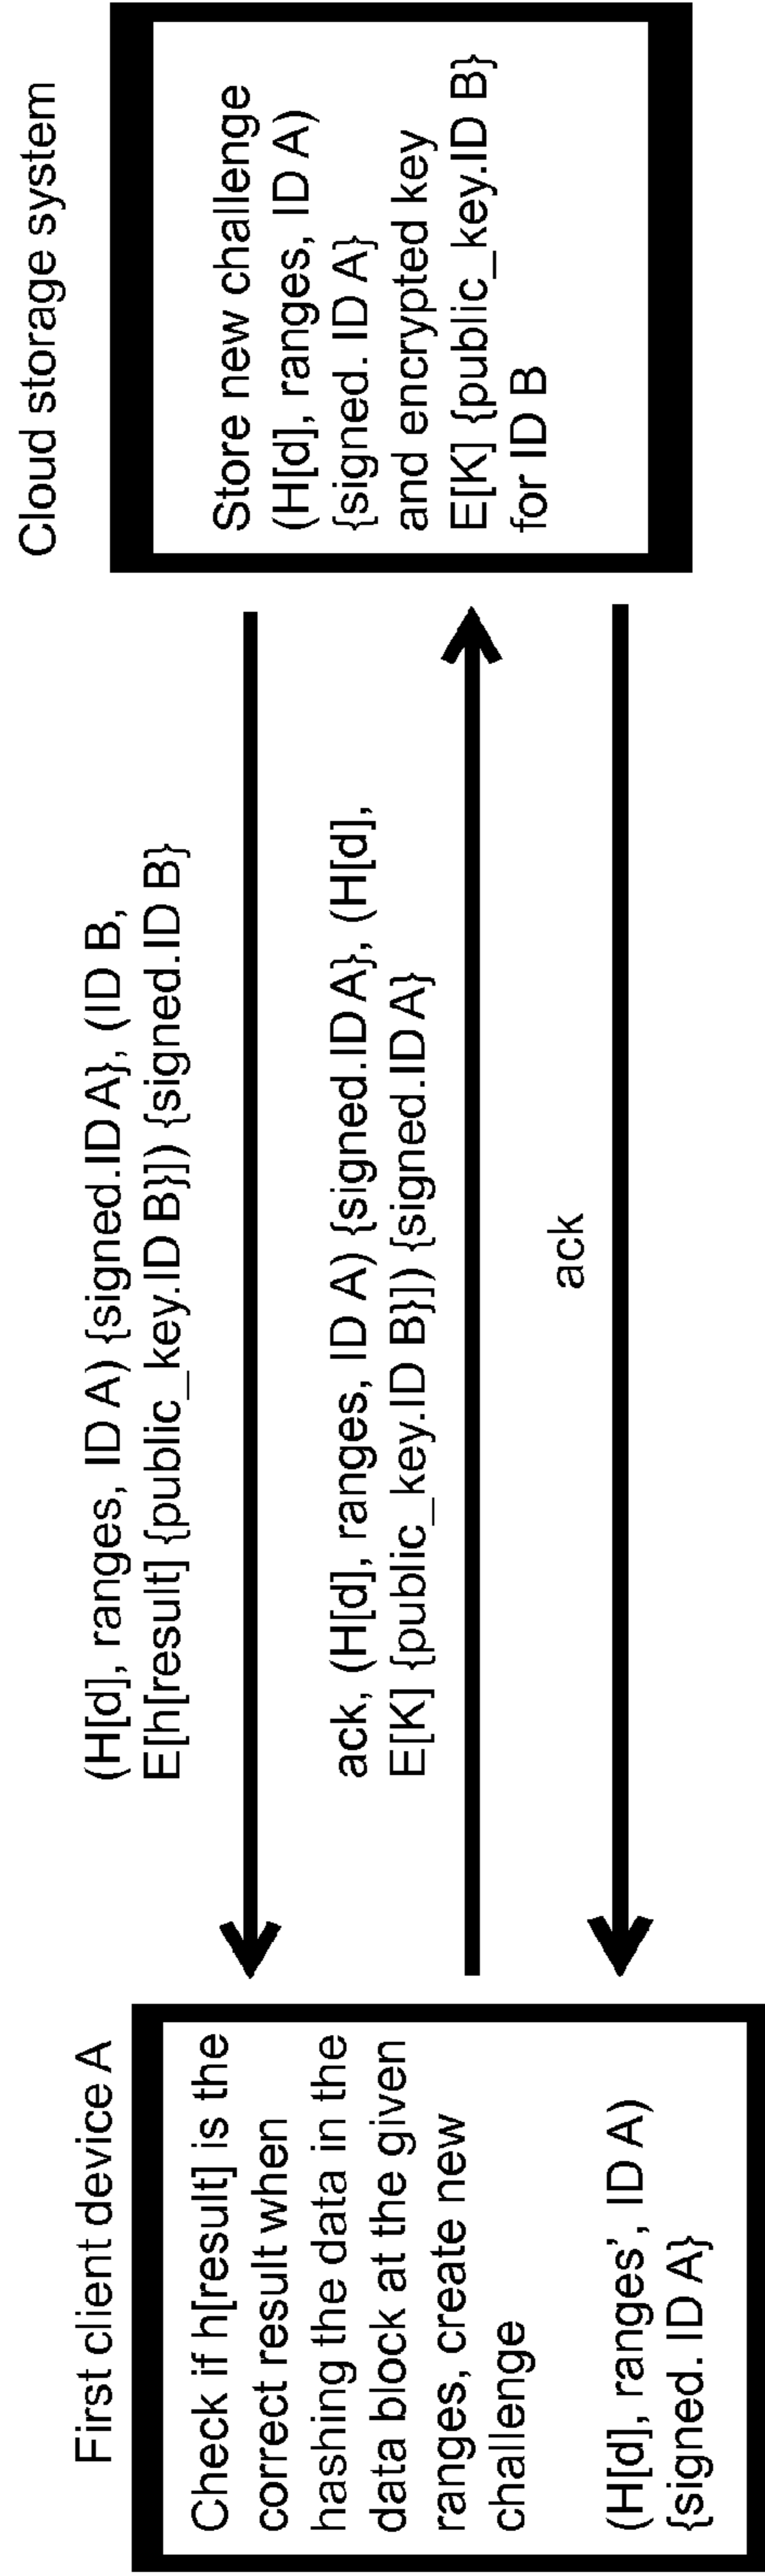 First client device A
Check if h[result] is the
correct result when
hashing the data in the
data block at the given
ranges, create new
challenge
(H[d], ranges’, ID A)
{signed. ID A}
(H[d], ranges, ID A) {signed.ID A}, (ID B,
E[h[result] {public_key.ID B}]) {signed.ID B}
ack, (H[d], ranges, ID A) {signed.ID A}, (H[d],
E[K] {public_key.ID B}]) {signed.ID A}
ack
Cloud storage system
Store new challenge
(H[d], ranges, ID A)
{signed. ID A}
and encrypted key
E[K] {public_key.ID B}
for ID B